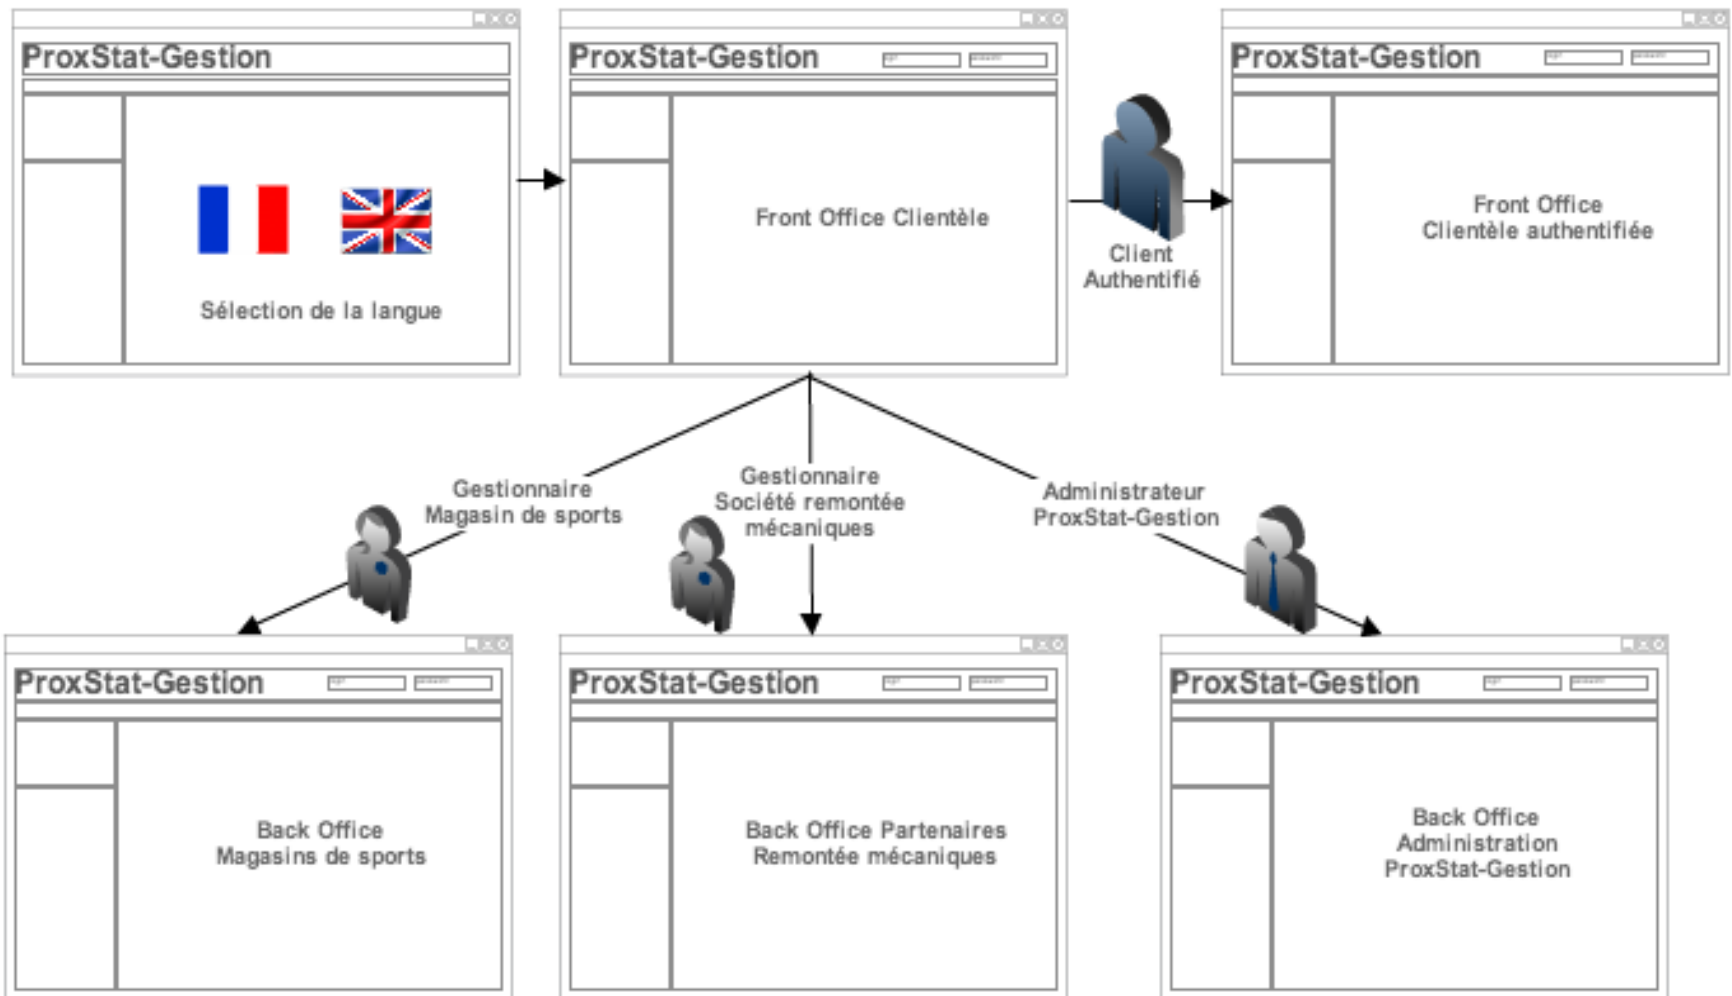 ProxStat-Gestion
Sélection de la langue
ProxStat-Gestion
Front Office Clientèle
Client
Authentifié
ProxStat-Gestion
Front Office
Clientèle authentifiée
Gestionnaire
Magasin de sports
Gestionnaire
Société remontée
mécaniques
Administrateur
ProxStat-Gestion
ProxStat-Gestion
Back Office
Magasins de sports
ProxStat-Gestion
Back Office Partenaires
Remontée mécaniques
ProxStat-Gestion
Back Office
Administration
ProxStat-Gestion